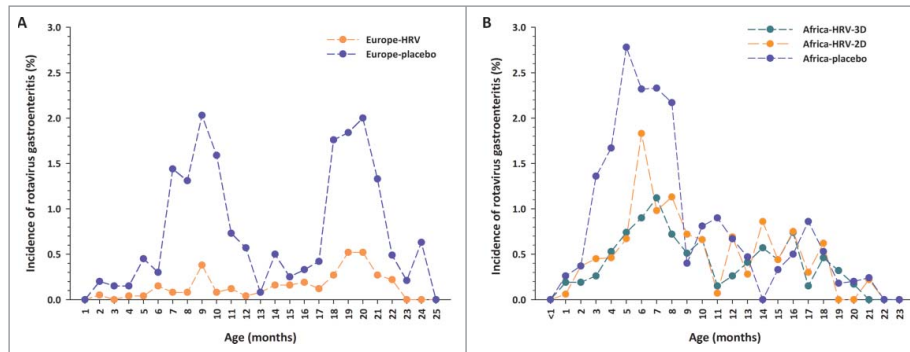 A
Europe-HRV
Europe-placebo
Incidence of rotavirus gastroenteritis (%)
3.0
2.5
2.0
1.5
1.0
0.5
0.0
1 2 3 4 5 6 7 8 9 10 11 12 13 14 15 16 17 18 19 20 21 22 23 24 25
Age (months)
B
Africa-HRV-3D
Africa-HRV-2D
Africa-placebo
Incidence of rotavirus gastroenteritis (%)
3.0
2.5
2.0
1.5
1.0
0.5
0.0
<1 1 2 3 4 5 6 7 8 9 10 11 12 13 14 15 16 17 18 19 20 21 22 23
Age (months)